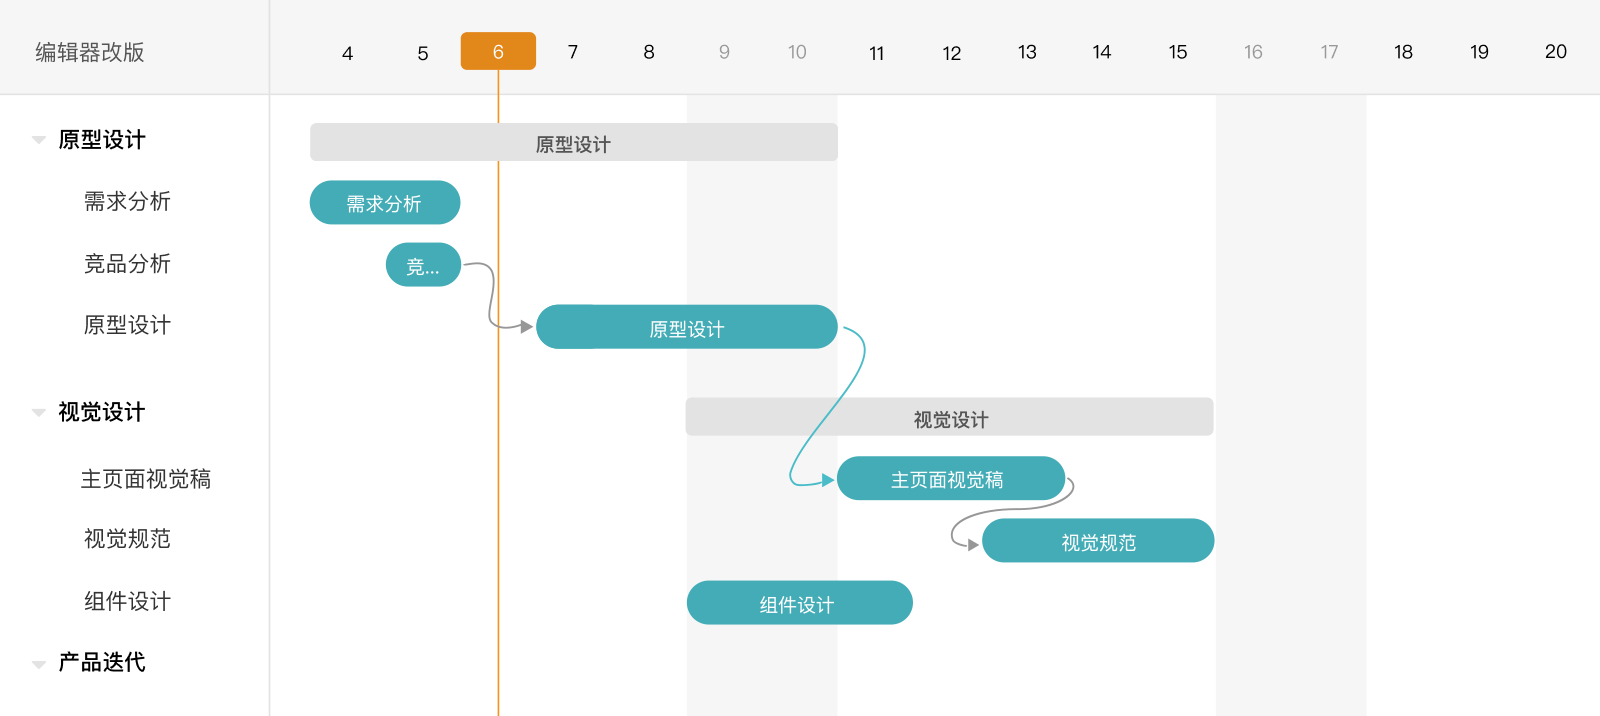 编辑器改版 4 5 6 7 8 9 10 11 12 13 14 15 16 17 18 19 20
原型设计 原型设计
需求分析 需求分析
竞品分析 竞...
原型设计 原型设计
视觉设计 视觉设计
主页面视觉稿 主页面视觉稿
视觉规范 视觉规范
组件设计 组件设计
产品迭代